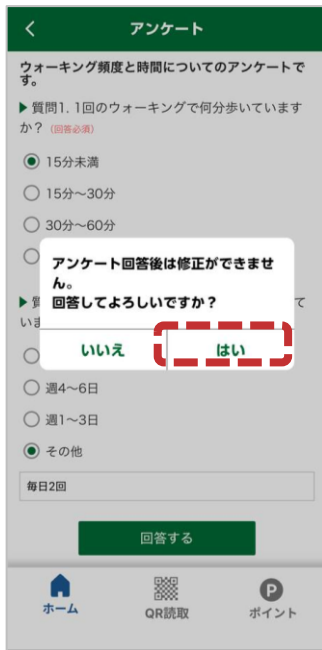 アンケート
ウォーキング頻度と時間についてのアンケートで
す。
▶ 質問1. 1回のウォーキングで何分歩いています
か？（回答必須）
15分未満
15分～30分
30分～60分
アンケート回答後は修正ができませ
ん。
回答してよろしいですか？
いいえ
はい
週4～6日
週1～3日
その他
毎日2回
回答する
ホーム
QR読取
P
ポイント